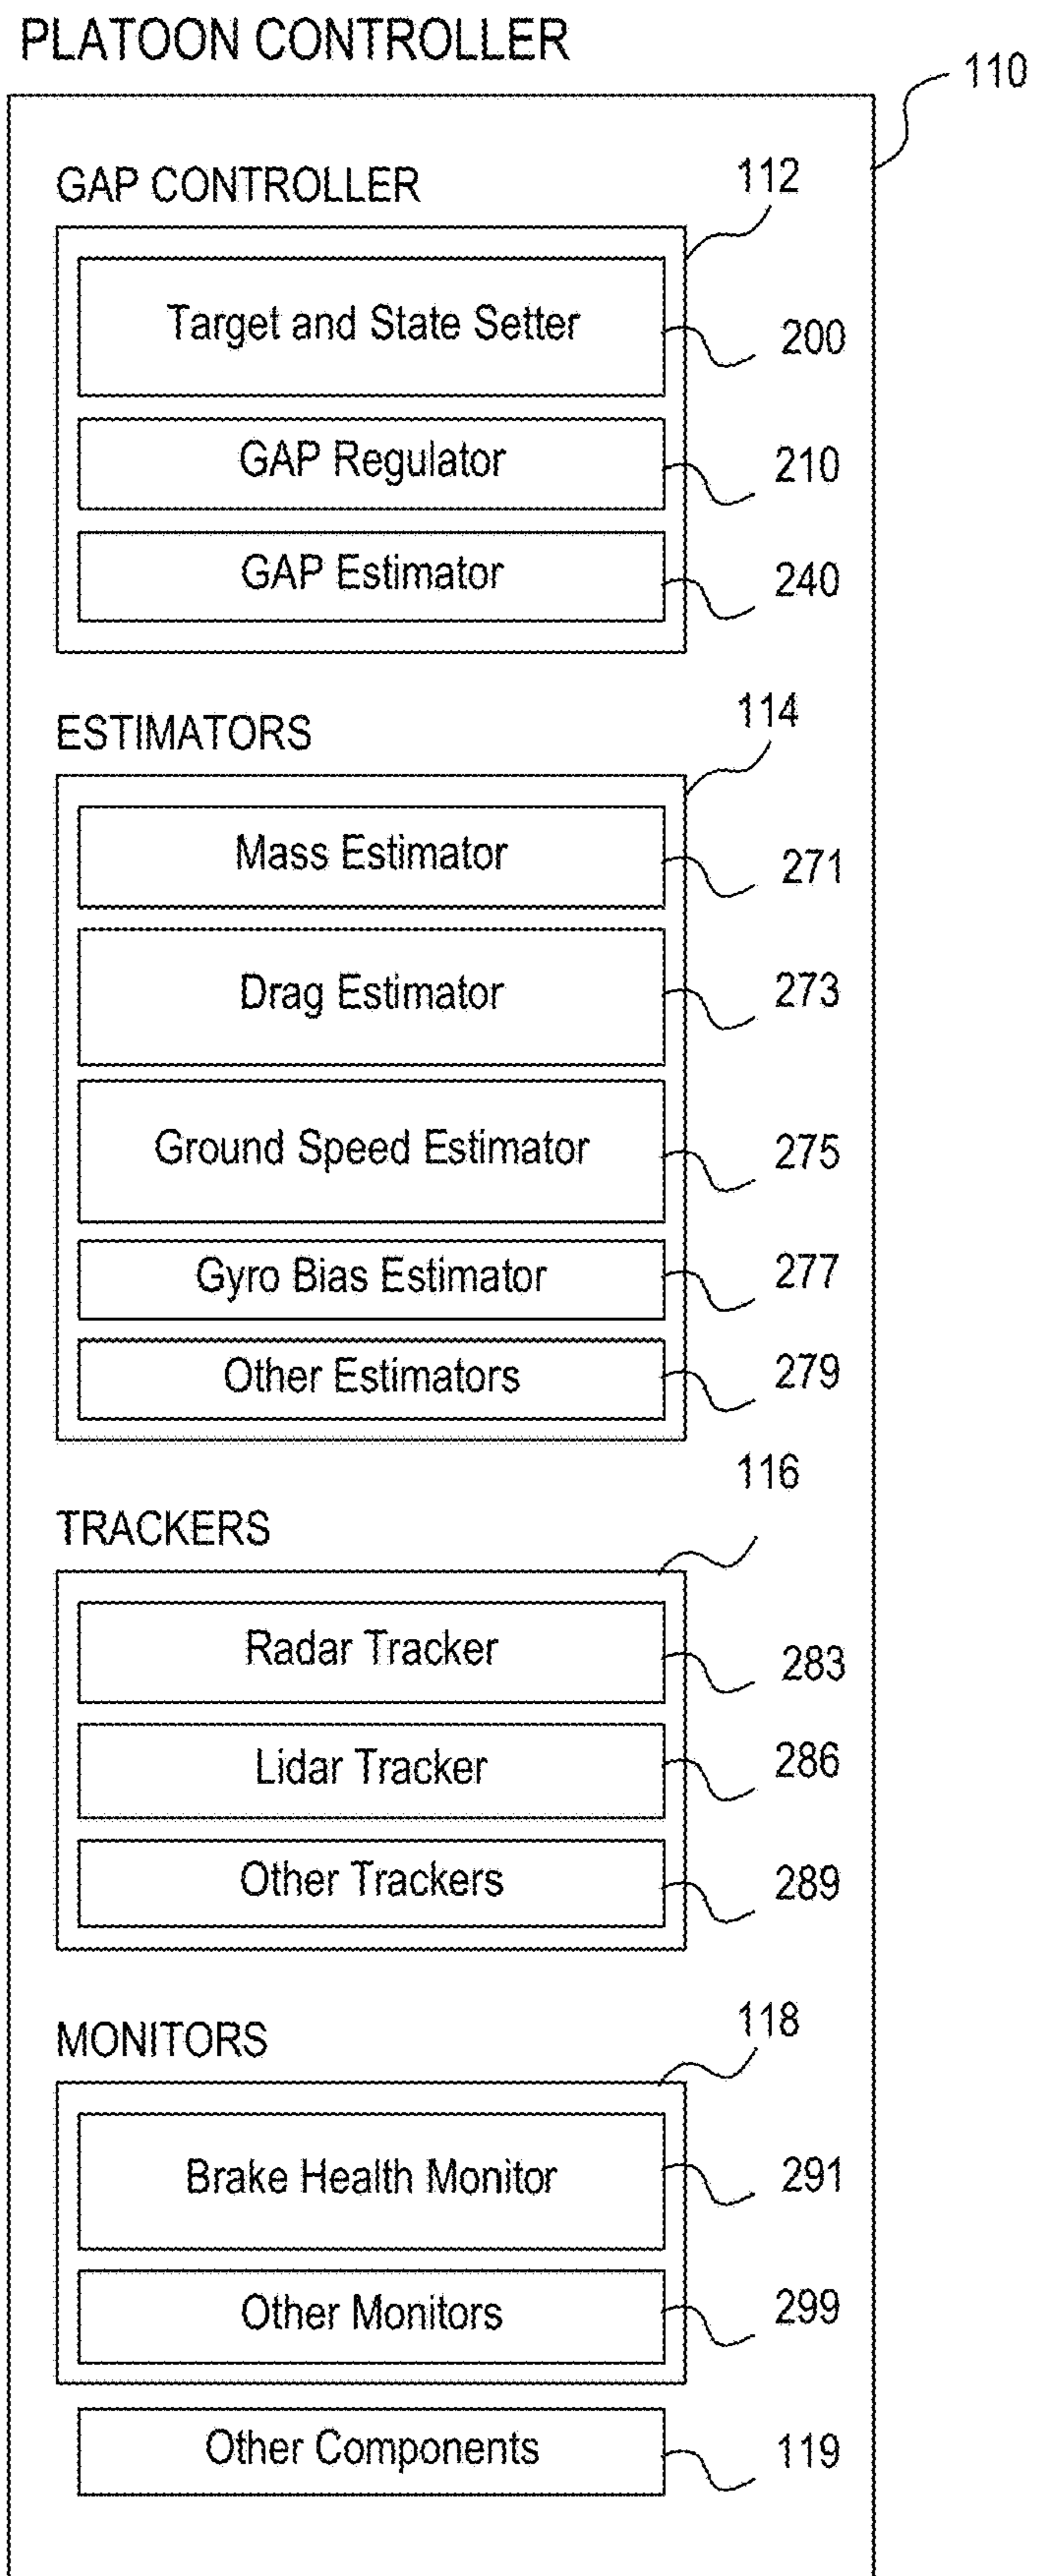 PLATOON CONTROLLER
110
GAP CONTROLLER
112
Target and State Setter
200
GAP Regulator
210
GAP Estimator
240
ESTIMATORS
114
Mass Estimator
271
Drag Estimator
273
Ground Speed Estimator
275
Gyro Bias Estimator
277
Other Estimators
279
TRACKERS
116
Radar Tracker
283
Lidar Tracker
286
Other Trackers
289
MONITORS
118
Brake Health Monitor
291
Other Monitors
299
Other Components
119